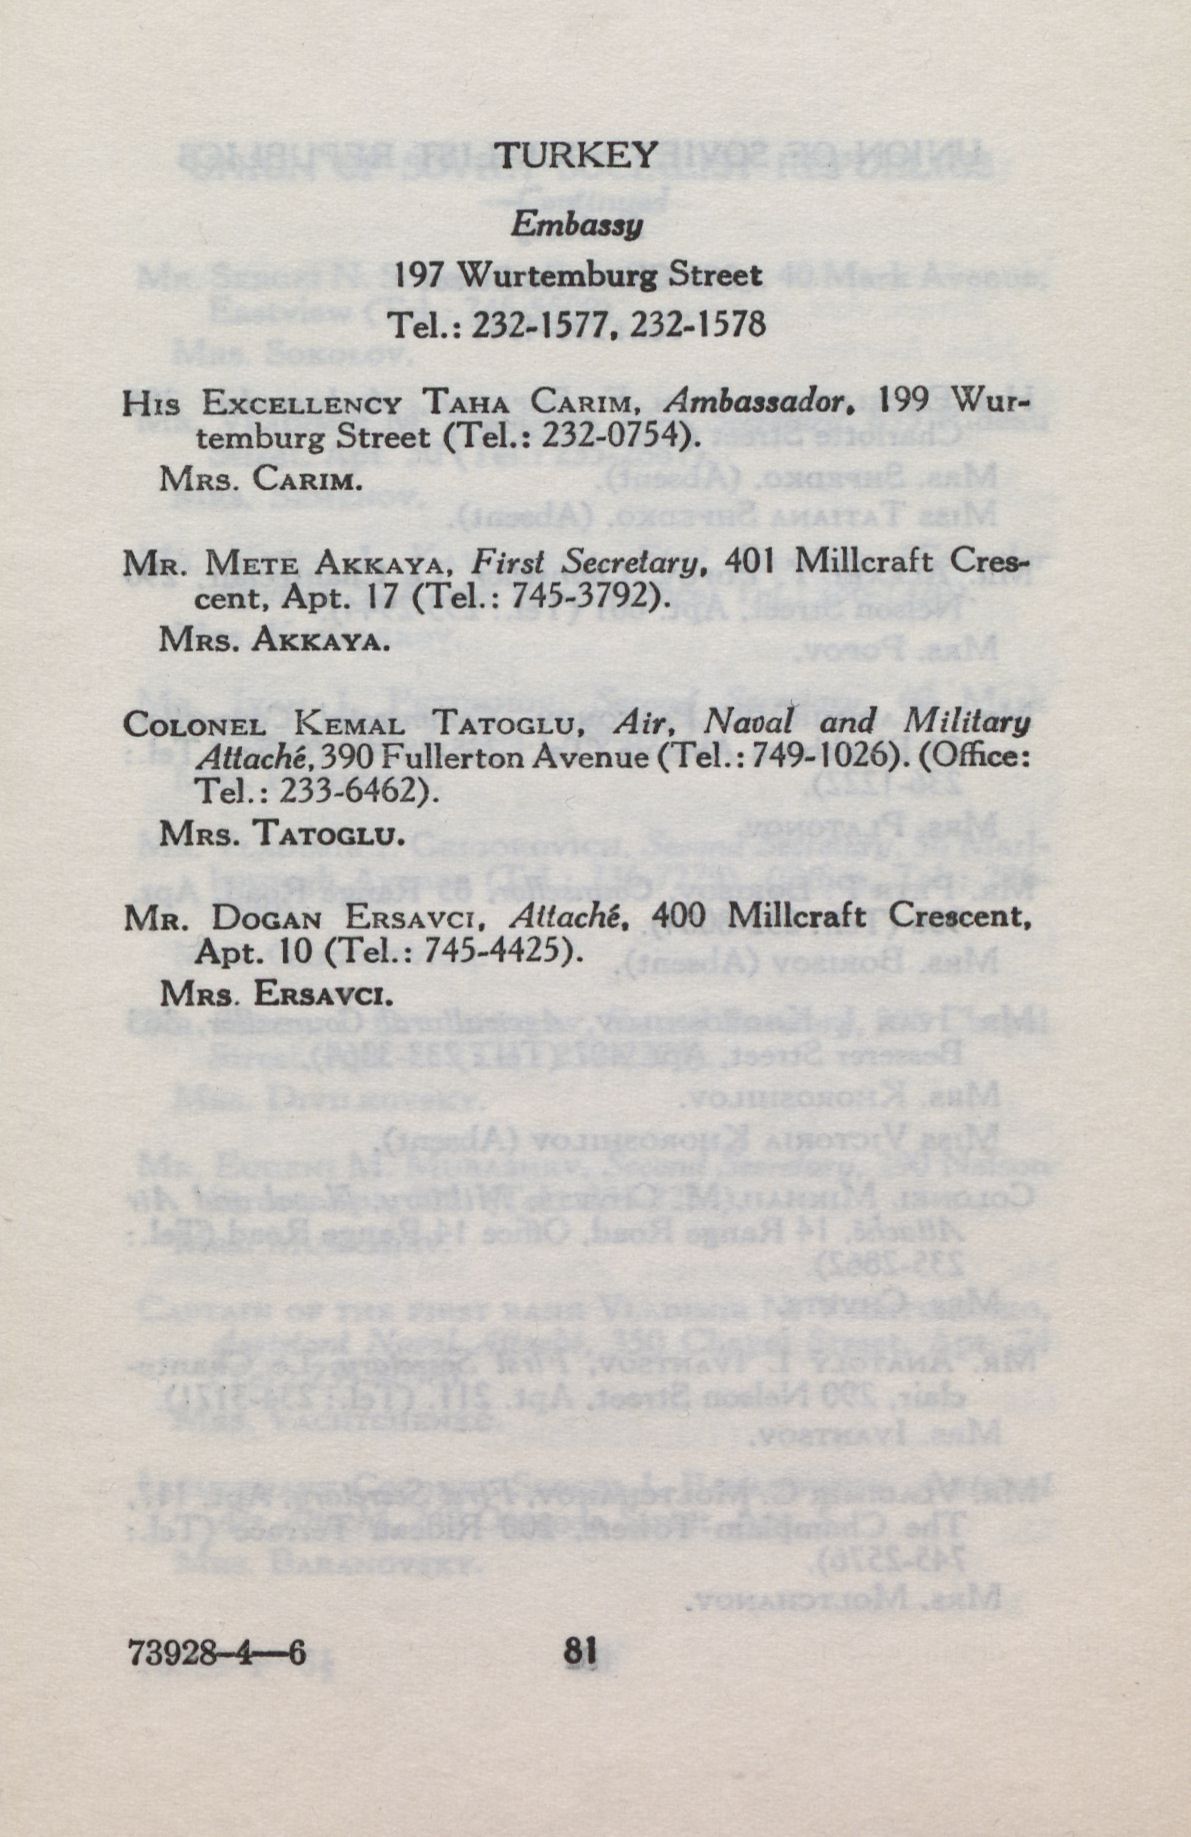 TURKEY
Embassy
197 Wurtemburg Street
Tel.: 232-1577, 232-1578
His Excellency Taha Carim, Ambassador, 199 Wur-
temburg Street (Tel.: 232-0754).
Mrs. Carim.
Mr. Mete Akkaya, First Secretary, 401 Millcraft Cres-
cent, Apt. 17 (Tel.: 745-3792).
Mrs. Akkaya.
Colonel Kemal Tatoglu, Air, Naval and Military
Attaché, 390 Fullerton Avenue (Tel.: 749-1026). (Office:
Tel.: 233-6462).
Mrs. Tatoglu.
Mr. Dogan Ersavci, Attaché, 400 Millcraft Crescent,
Apt. 10 (Tel.: 745-4425).
Mrs. Ersavci.
73928-4—6 81